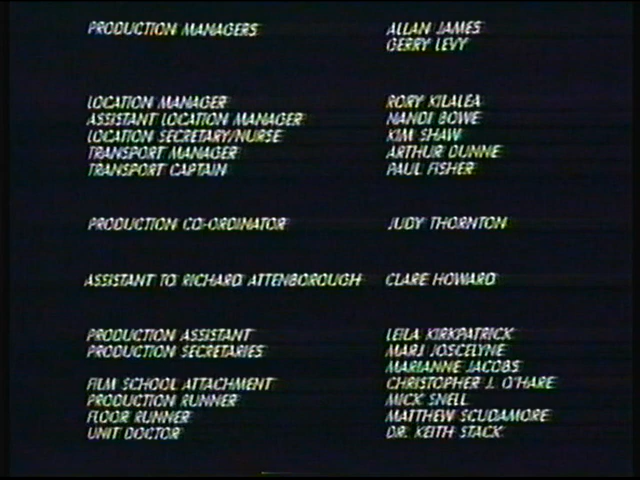 PRODUCTION MANAGERS ALLAN JAMES
GERRY LEVY
LOCATION MANAGER RORY KILALEA
ASSISTANT LOCATION MANAGER NANDI BOWE
LOCATION SECRETARY/NURSE KIM SHAW
TRANSPORT MANAGER ARTHUR DUNNE
TRANSPORT CAPTAIN PAUL FISHER
PRODUCTION CO-ORDINATOR JUDY THORNTON
ASSISTANT TO RICHARD ATTENBOROUGH CLARE HOWARD
PRODUCTION ASSISTANT LEILA KIRKPATRICK
PRODUCTION SECRETARIES MARJ JOSCELYNE
MARIANNE JACOBS
FILM SCHOOL ATTACHMENT CHRISTOPHER J. O'HARE
PRODUCTION RUNNER MICK SNELL
FLOOR RUNNER MATTHEW SCUDAMORE
UNIT DOCTOR DR. KEITH STACK